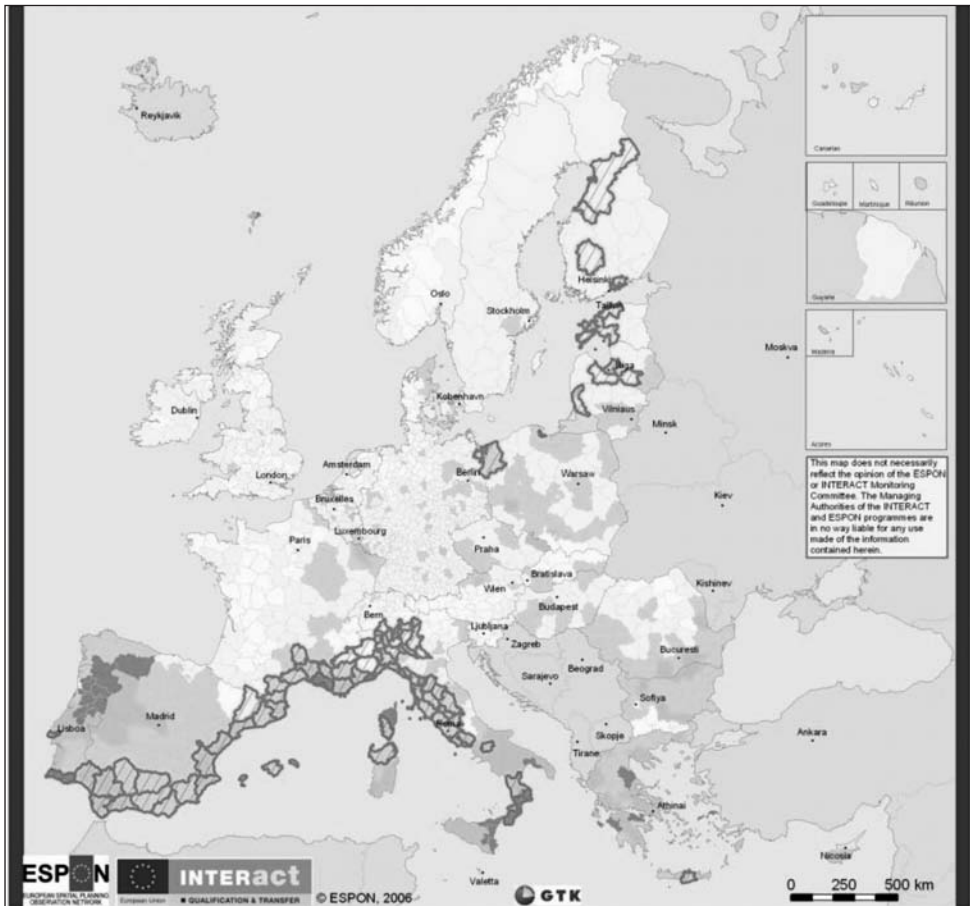 Reykjavik
Canarias
Guadeloupe
Martinique
Réunion
Guyane
Madeira
Acores
Helsinki
Oslo
Stockholm
Moskva
Dublin
Kobenhavn
Vilnius
Minsk
London
Amsterdam
Berlin
Warsaw
Bruxelles
Kiev
Luxembourg
Paris
Praha
Wien
Bratislava
Kishinev
Bern
Budapest
Ljubljana
Zagreb
Bucuresti
Beograd
Sarajevo
Lisboa
Madrid
Sofiya
Skopje
Tirane
Ankara
Athinai
Nicosia
Valetta
This map does not necessarily
reflect the opinion of the ESPON
or INTERACT Monitoring
Committee. The Managing
Authorities of the INTERACT
and ESPON programmes are
in no way liable for any use
made of the information
contained herein.
ESPON
EUROPEAN SPATIAL PLANNING
OBSERVATION NETWORK
European Union
INTERact
QUALIFICATION & TRANSFER
© ESPON, 2006
GTK
0 250 500 km